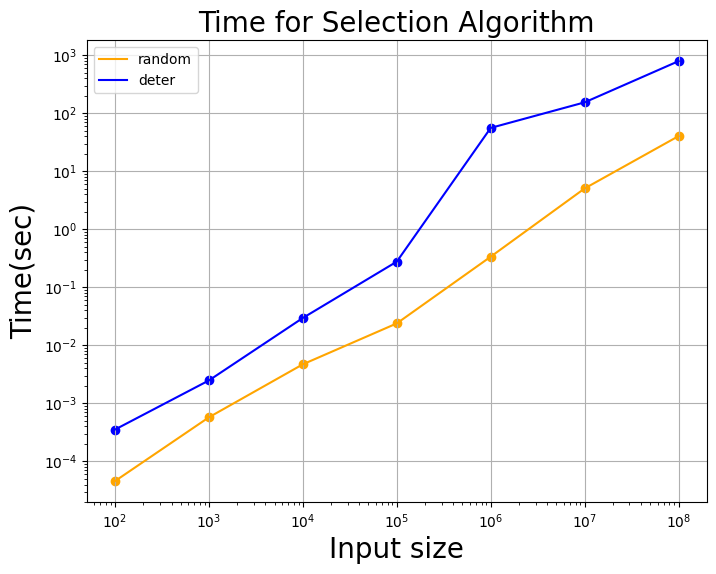 Time for Selection Algorithm
random
deter
Time(sec)
10³
10²
10¹
10⁰
10⁻¹
10⁻²
10⁻³
10⁻⁴
10² 10³ 10⁴ 10⁵ 10⁶ 10⁷ 10⁸
Input size